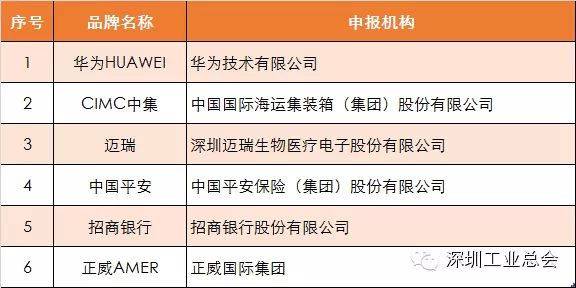 序号 品牌名称 申报机构
1 华为HUAWEI 华为技术有限公司
2 CIMC中集 中国国际海运集装箱（集团）股份有限公司
3 迈瑞 深圳迈瑞生物医疗电子股份有限公司
4 中国平安 中国平安保险（集团）股份有限公司
5 招商银行 招商银行股份有限公司
6 正威AMER 正威国际集团
深圳工业总会